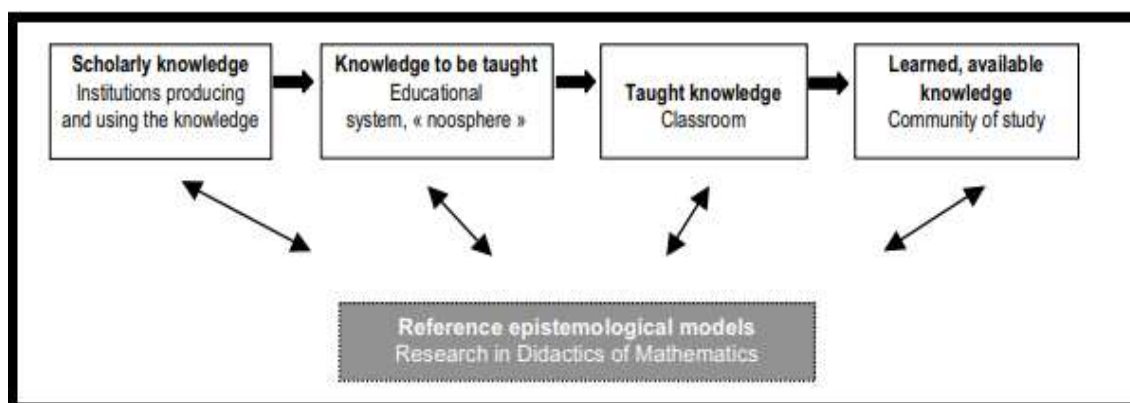 Scholarly knowledge
Institutions producing
and using the knowledge
Knowledge to be taught
Educational
system, « noosphere »
Taught knowledge
Classroom
Learned, available
knowledge
Community of study
Reference epistemological models
Research in Didactics of Mathematics